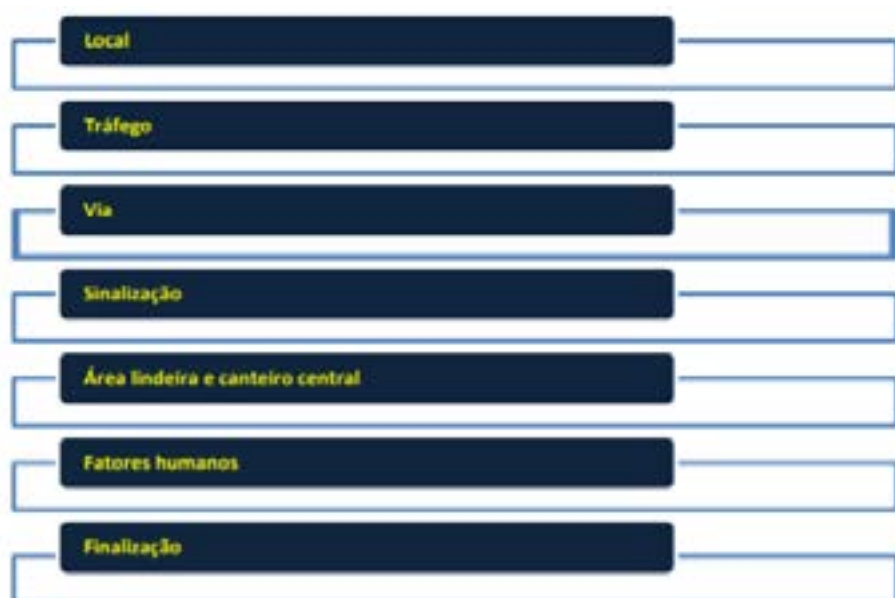 Local
Tráfego
Via
Sinalização
Área lindeira e canteiro central
Fatores humanos
Finalização